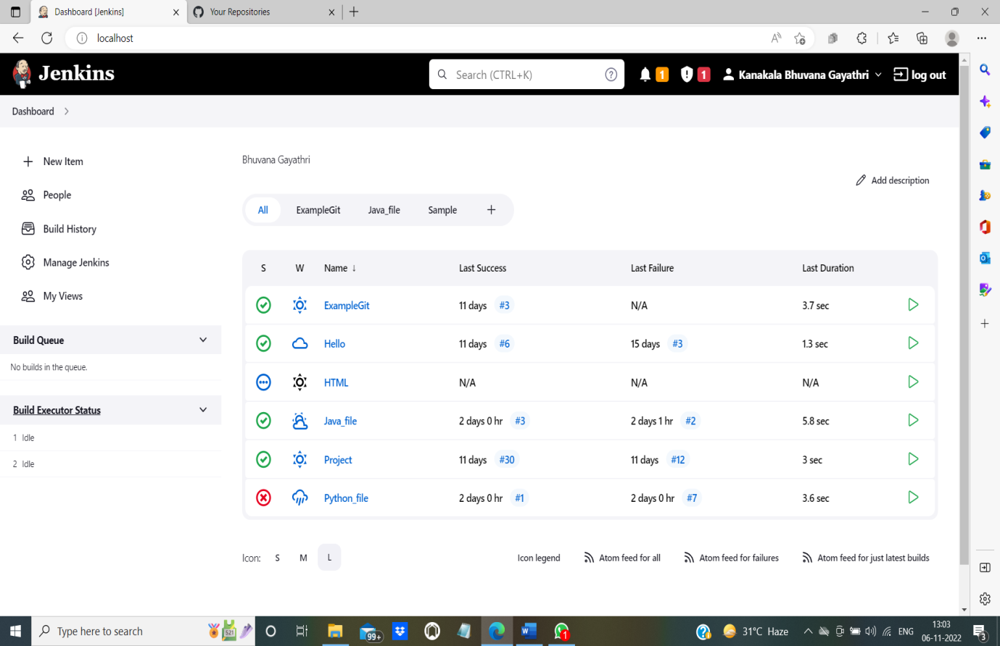 Dashboard [Jenkins]
Your Repositories
localhost
Jenkins
Search (CTRL+K)
1
1
Kanakala Bhuvana Gayathri
log out
Dashboard
New Item
People
Build History
Manage Jenkins
My Views
Build Queue
No builds in the queue.
Build Executor Status
1 Idle
2 Idle
Bhuvana Gayathri
Add description
All ExampleGit Java_file Sample +
S W Name ↓ Last Success Last Failure Last Duration
ExampleGit 11 days #3 N/A 3.7 sec
Hello 11 days #6 15 days #3 1.3 sec
HTML N/A N/A N/A
Java_file 2 days 0 hr #3 2 days 1 hr #2 5.8 sec
Project 11 days #30 11 days #12 3 sec
Python_file 2 days 0 hr #1 2 days 0 hr #7 3.6 sec
Icon: S M L
Icon legend Atom feed for all Atom feed for failures Atom feed for just latest builds
Type here to search
521
99+
1
31°C Haze
ENG
13:03
06-11-2022
3